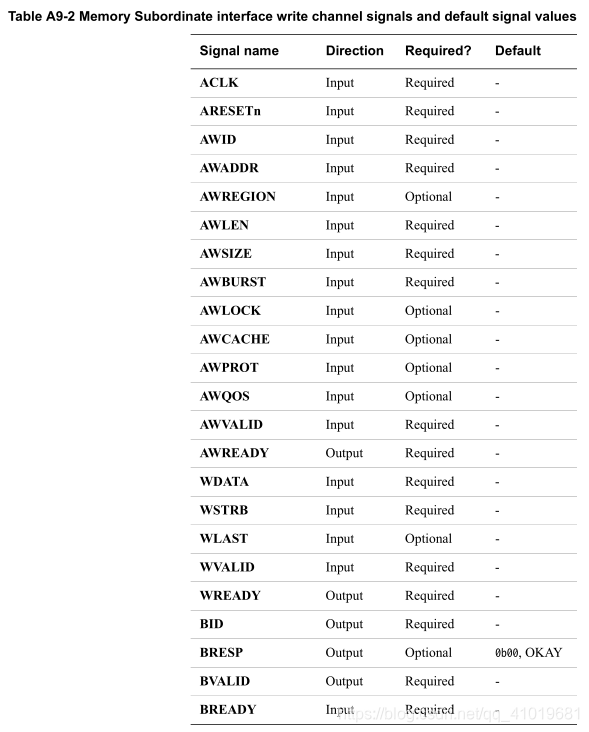 Table A9-2 Memory Subordinate interface write channel signals and default signal values
Signal name Direction Required? Default
ACLK Input Required -
ARESETn Input Required -
AWID Input Required -
AWADDR Input Required -
AWREGION Input Optional -
AWLEN Input Required -
AWSIZE Input Required -
AWBURST Input Required -
AWLOCK Input Optional -
AWCACHE Input Optional -
AWPROT Input Optional -
AWQOS Input Optional -
AWVALID Input Required -
AWREADY Output Required -
WDATA Input Required -
WSTRB Input Required -
WLAST Input Optional -
WVALID Input Required -
WREADY Output Required -
BID Output Required -
BRESP Output Optional 0b00, OKAY
BVALID Output Required -
BREADY Input Required -
https://blog.csdn.net/qq_41019681